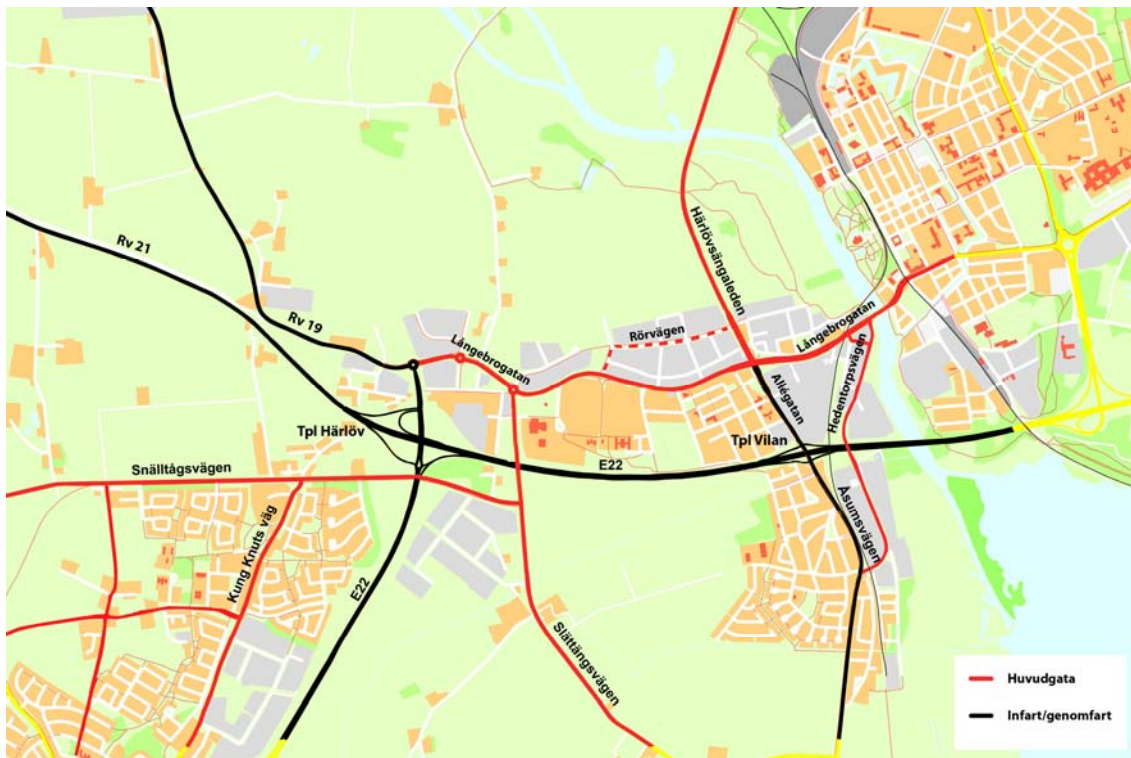 Rv 21
Rv 19
Härlövsängaleden
Rörvägen
Långebrogatan
Långebrogatan
Allégatan
Hedentorpsvägen
Tpl Härlöv
Tpl Vilan
E22
Snälltågsvägen
Kung Knuts väg
E22
Åsumsvägen
Slättängsvägen
Huvudgata
Infart/genomfart